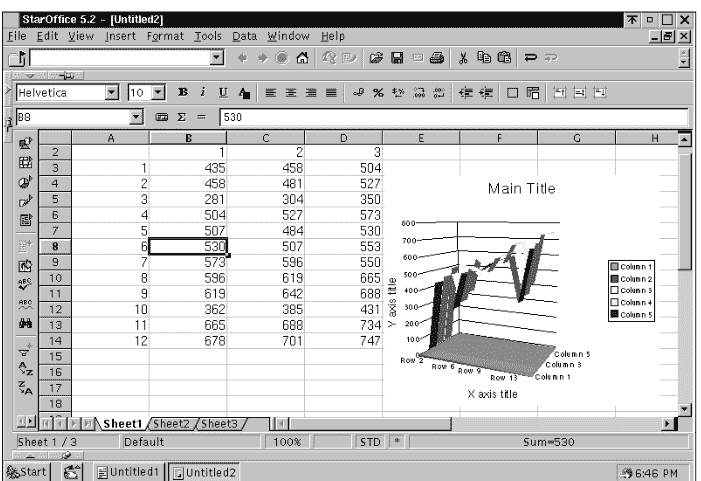 StarOffice 5.2 - [Untitled2]
File Edit View Insert Format Tools Data Window Help
Helvetica 10 B i U A
B8 Σ = 530
A B C D E F G H
2 1 2 3
3 1 435 458 504
4 2 458 481 527
5 3 281 304 350
6 4 504 527 573
7 5 507 484 530
8 6 530 507 553
9 7 573 596 550
10 8 596 619 665
11 9 619 642 688
12 10 362 385 431
13 11 665 688 734
14 12 678 701 747
15
16
17
18
Main Title
800
700
600
500
400
300
200
100
0
Y axis title
Row 2 Row 6 Row 9 Row 13
Column 5
Column 3
Column 1
X axis title
Column 1
Column 2
Column 3
Column 4
Column 5
Sheet1 Sheet2 Sheet3
Sheet 1 / 3 Default 100% STD * Sum=530
Start Untitled1 Untitled2 6:46 PM